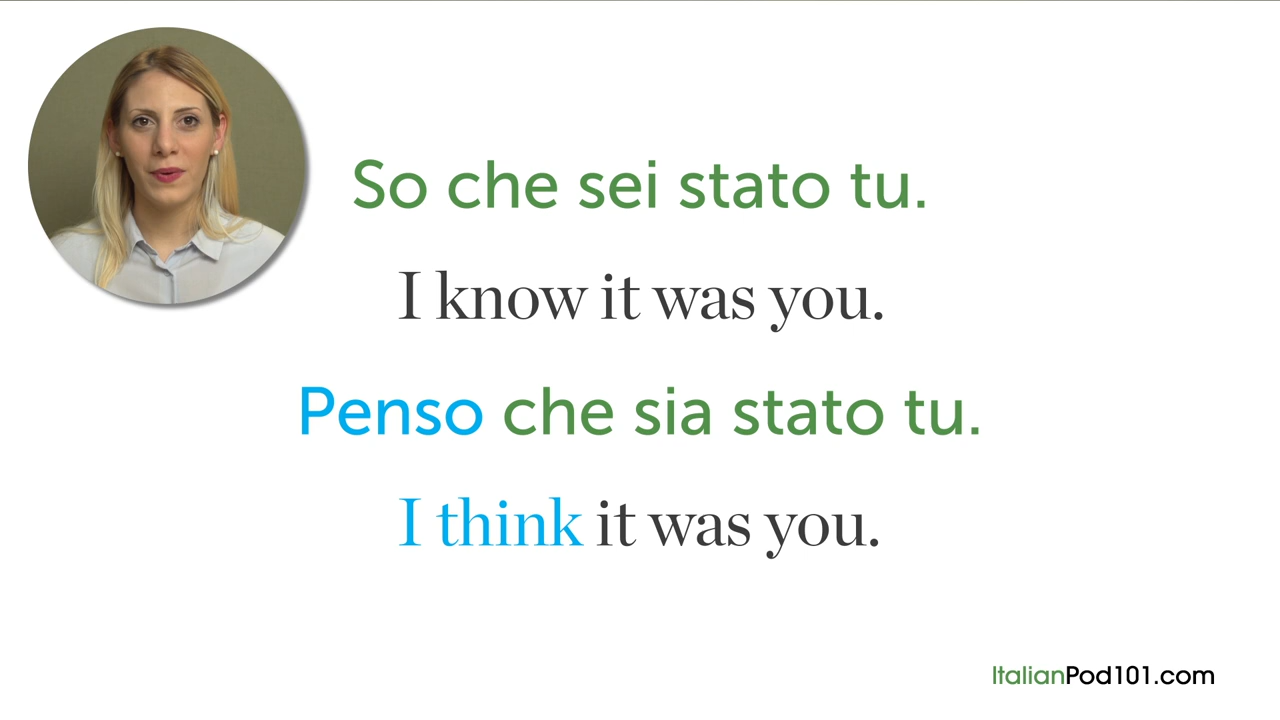 So che sei stato tu.
I know it was you.
Penso che sia stato tu.
I think it was you.
ItalianPod101.com